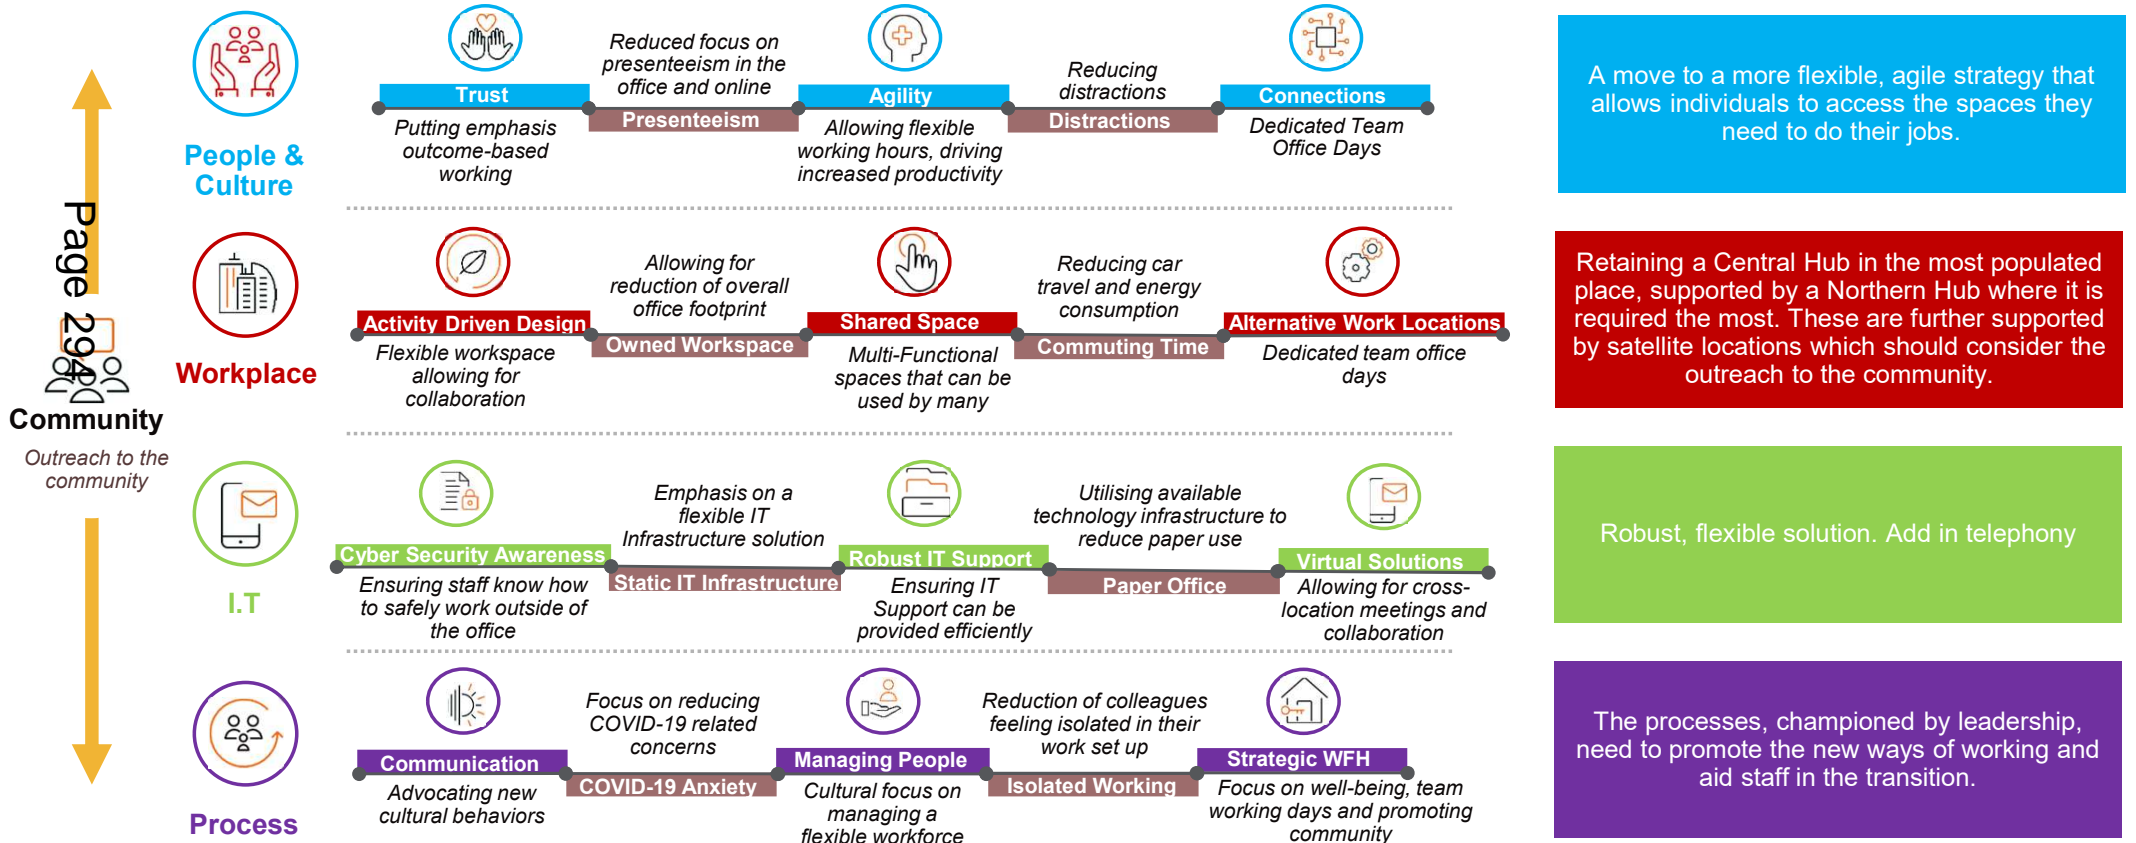 Page 294
Community
Outreach to the
community
People &
Culture
Trust
Putting emphasis
outcome-based
working
Reduced focus on
presenteeism in the
office and online
Presenteeism
Agility
Allowing flexible
working hours, driving
increased productivity
Reducing
distractions
Distractions
Connections
Dedicated Team
Office Days
A move to a more flexible, agile strategy that
allows individuals to access the spaces they
need to do their jobs.
Workplace
Activity Driven Design
Flexible workspace
allowing for
collaboration
Allowing for
reduction of overall
office footprint
Owned Workspace
Shared Space
Multi-Functional
spaces that can be
used by many
Reducing car
travel and energy
consumption
Commuting Time
Alternative Work Locations
Dedicated team office
days
Retaining a Central Hub in the most populated
place, supported by a Northern Hub where it is
required the most. These are further supported
by satellite locations which should consider the
outreach to the community.
I.T
Cyber Security Awareness
Ensuring staff know how
to safely work outside of
the office
Emphasis on a
flexible IT
Infrastructure solution
Static IT Infrastructure
Robust IT Support
Ensuring IT
Support can be
provided efficiently
Utilising available
technology infrastructure to
reduce paper use
Paper Office
Virtual Solutions
Allowing for cross-
location meetings and
collaboration
Robust, flexible solution. Add in telephony
Process
Communication
Advocating new
cultural behaviors
Focus on reducing
COVID-19 related
concerns
COVID-19 Anxiety
Managing People
Cultural focus on
managing a
flexible workforce
Reduction of colleagues
feeling isolated in their
work set up
Isolated Working
Strategic WFH
Focus on well-being, team
working days and promoting
community
The processes, championed by leadership,
need to promote the new ways of working and
aid staff in the transition.